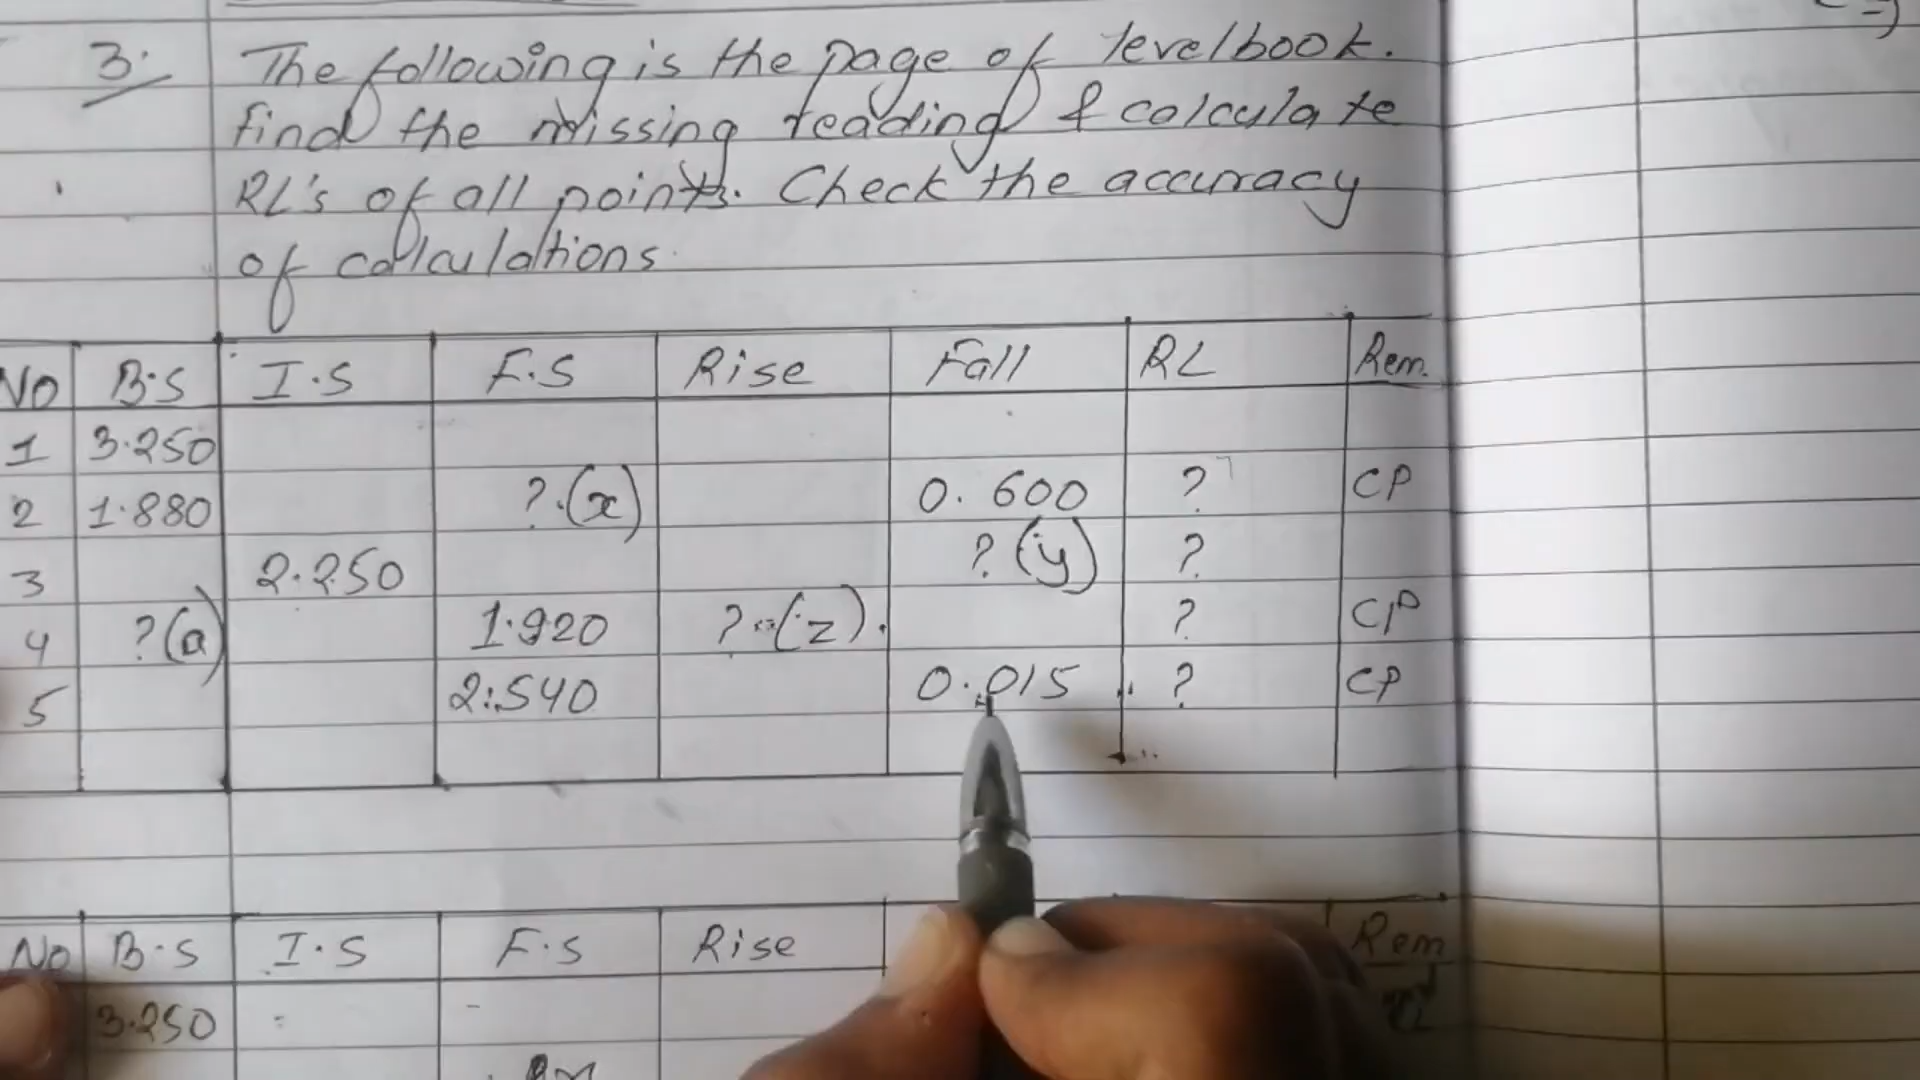 3.
The following is the page of levelbook.
find the missing reading & calculate
RL's of all points. Check the accuracy
of calculations.
No B.S I.S F.S Rise Fall RL Rem.
1 3.250
2 1.880 ?.(x) 0.600 ? CP
3 2.250 ?(y) ?
4 ?(a) 1.920 ?(z). ? CP
5 2.540 0.015 ? CP
No B.S I.S F.S Rise Rem
3.250